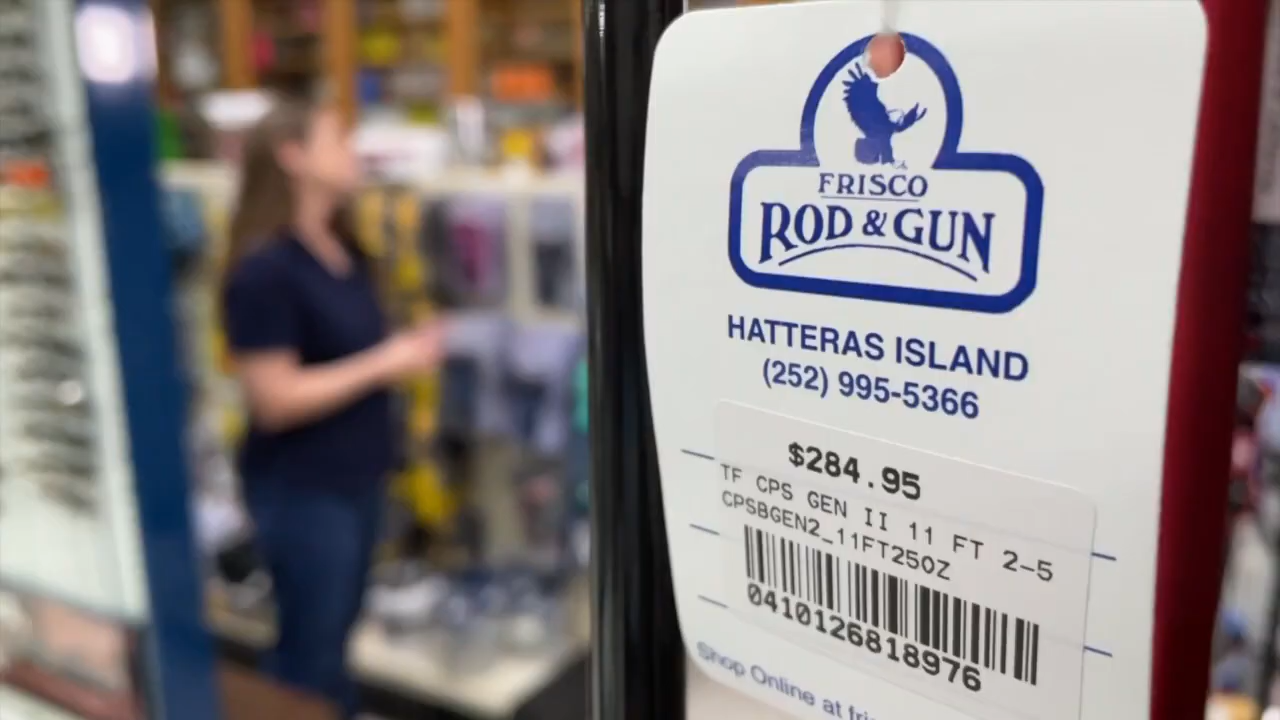 FRISCO
ROD & GUN
HATTERAS ISLAND
(252) 995-5366
$284.95
TF CPS GEN II 11 FT 2-5
CPSBGEN2_11FT25OZ
0410126818976
Shop Online at